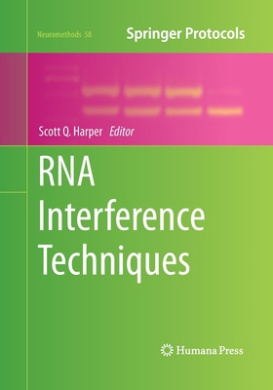 Neuromethods 58
Springer Protocols
Scott Q. Harper Editor
RNA
Interference
Techniques
Humana Press